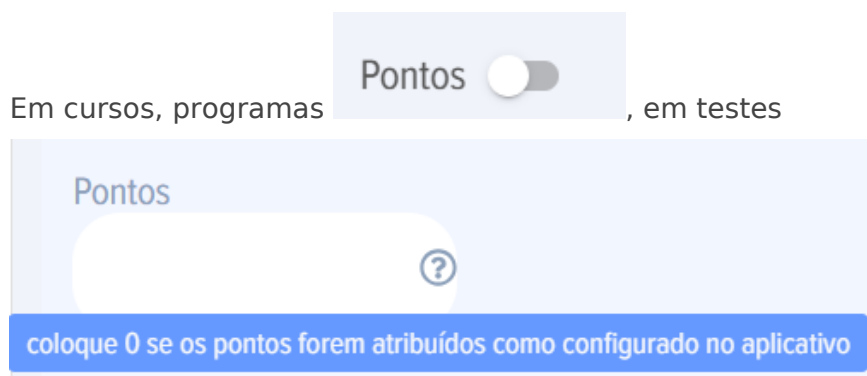 Pontos
Em cursos, programas , em testes
Pontos
coloque 0 se os pontos forem atribuídos como configurado no aplicativo